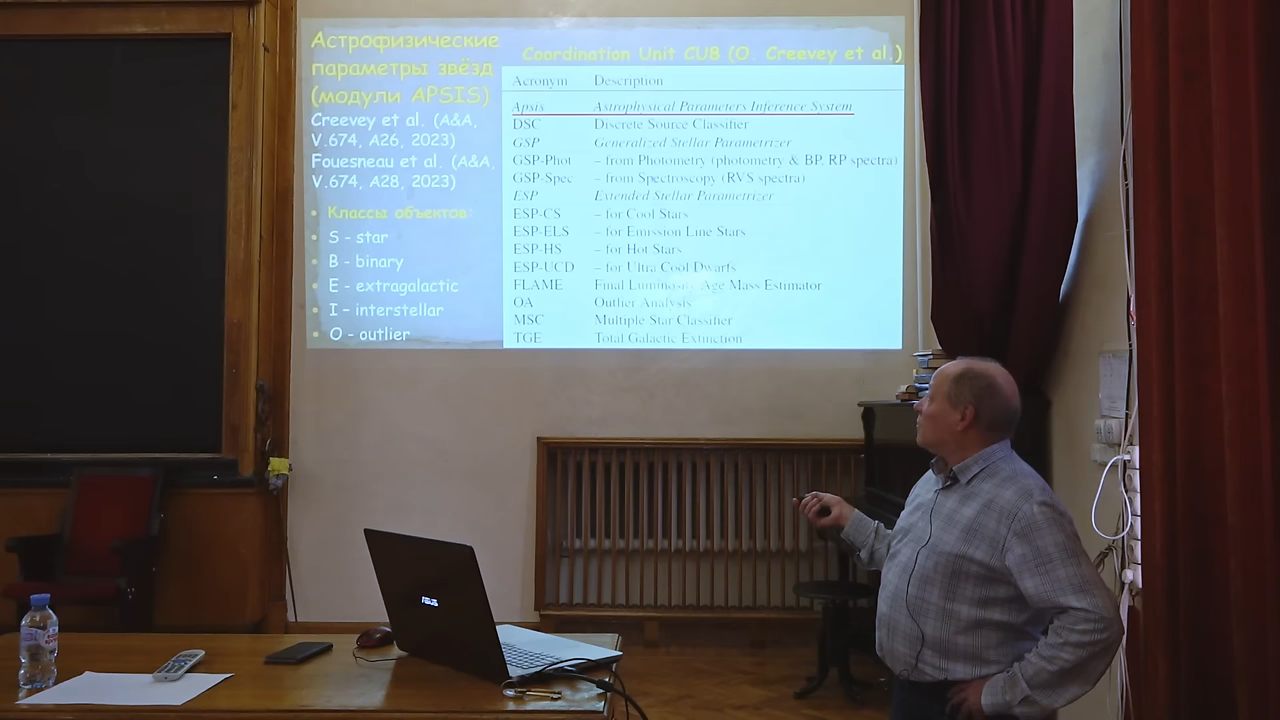 Астрофизические
параметры звёзд
(модули APSIS)
Creevey et al. (A&A,
V.674, A26, 2023)
Fouesneau et al. (A&A,
V.674, A28, 2023)
• Классы объектов:
• S - star
• B - binary
• E - extragalactic
• I - interstellar
• O - outlier
Coordination Unit CU8 (O. Creevey et al.)
Acronym Description
Apsis Astrophysical Parameters Inference System
DSC Discrete Source Classifier
GSP Generalized Stellar Parametrizer
GSP-Phot – from Photometry (photometry & BP, RP spectra)
GSP-Spec – from Spectroscopy (RVS spectra)
ESP Extended Stellar Parametrizer
ESP-CS – for Cool Stars
ESP-ELS – for Emission Line Stars
ESP-HS – for Hot Stars
ESP-UCD – for Ultra Cool Dwarfs
FLAME Final Luminosity Age Mass Estimator
OA Outlier Analysis
MSC Multiple Star Classifier
TGE Total Galactic Extinction
ASUS